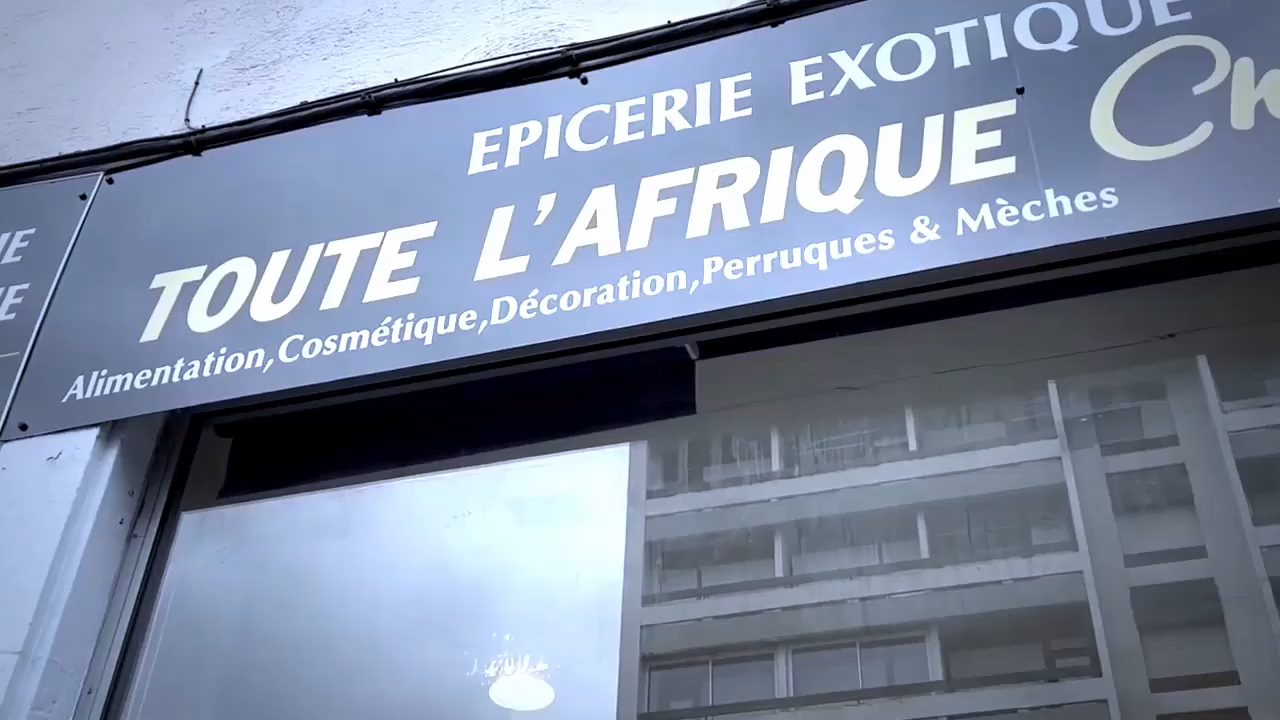 EPICERIE EXOTIQUE
TOUTE L'AFRIQUE
Alimentation,Cosmétique,Décoration,Perruques & Mèches